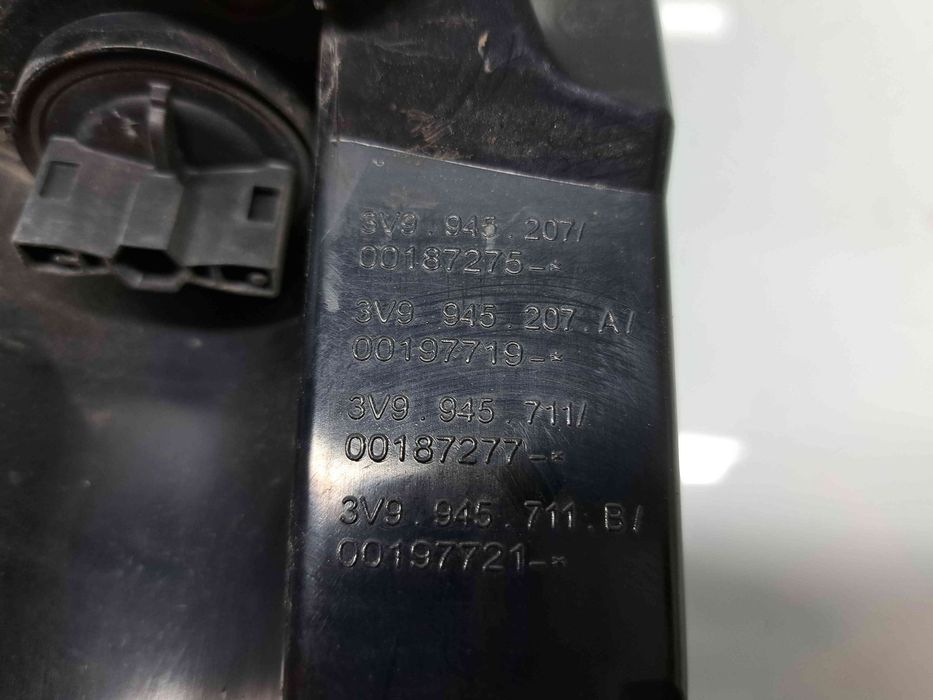 3V9.945.207/
00187275-*
3V9.945.207.A/
00197719-*
3V9.945.711/
00187277-*
3V9.945.711.B/
00197721-*